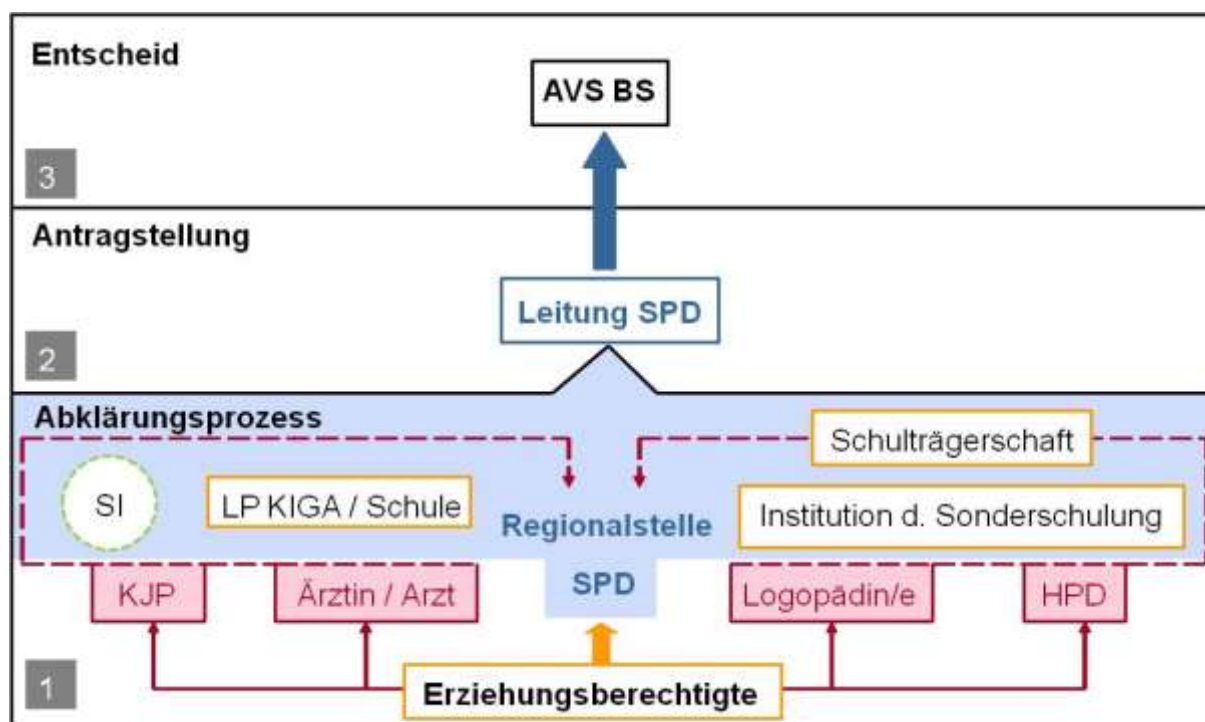 Entscheid
AVS BS
3
Antragstellung
Leitung SPD
2
Abklärungsprozess
Schulträgerschaft
SI
LP KIGA / Schule
Institution d. Sonderschulung
Regionalstelle
SPD
KJP
Ärztin / Arzt
Logopädin/e
HPD
1
Erziehungsberechtigte